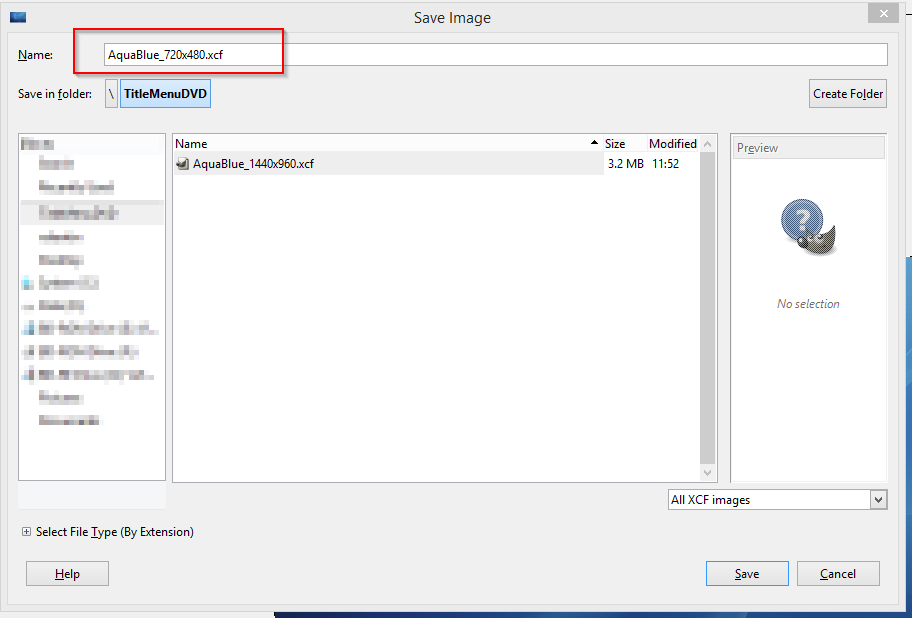 Save Image
Name: AquaBlue_720x480.xcf
Save in folder: \ TitleMenuDVD Create Folder
Name Size Modified
AquaBlue_1440x960.xcf 3.2 MB 11:52
Preview
No selection
All XCF images
Select File Type (By Extension)
Help Save Cancel